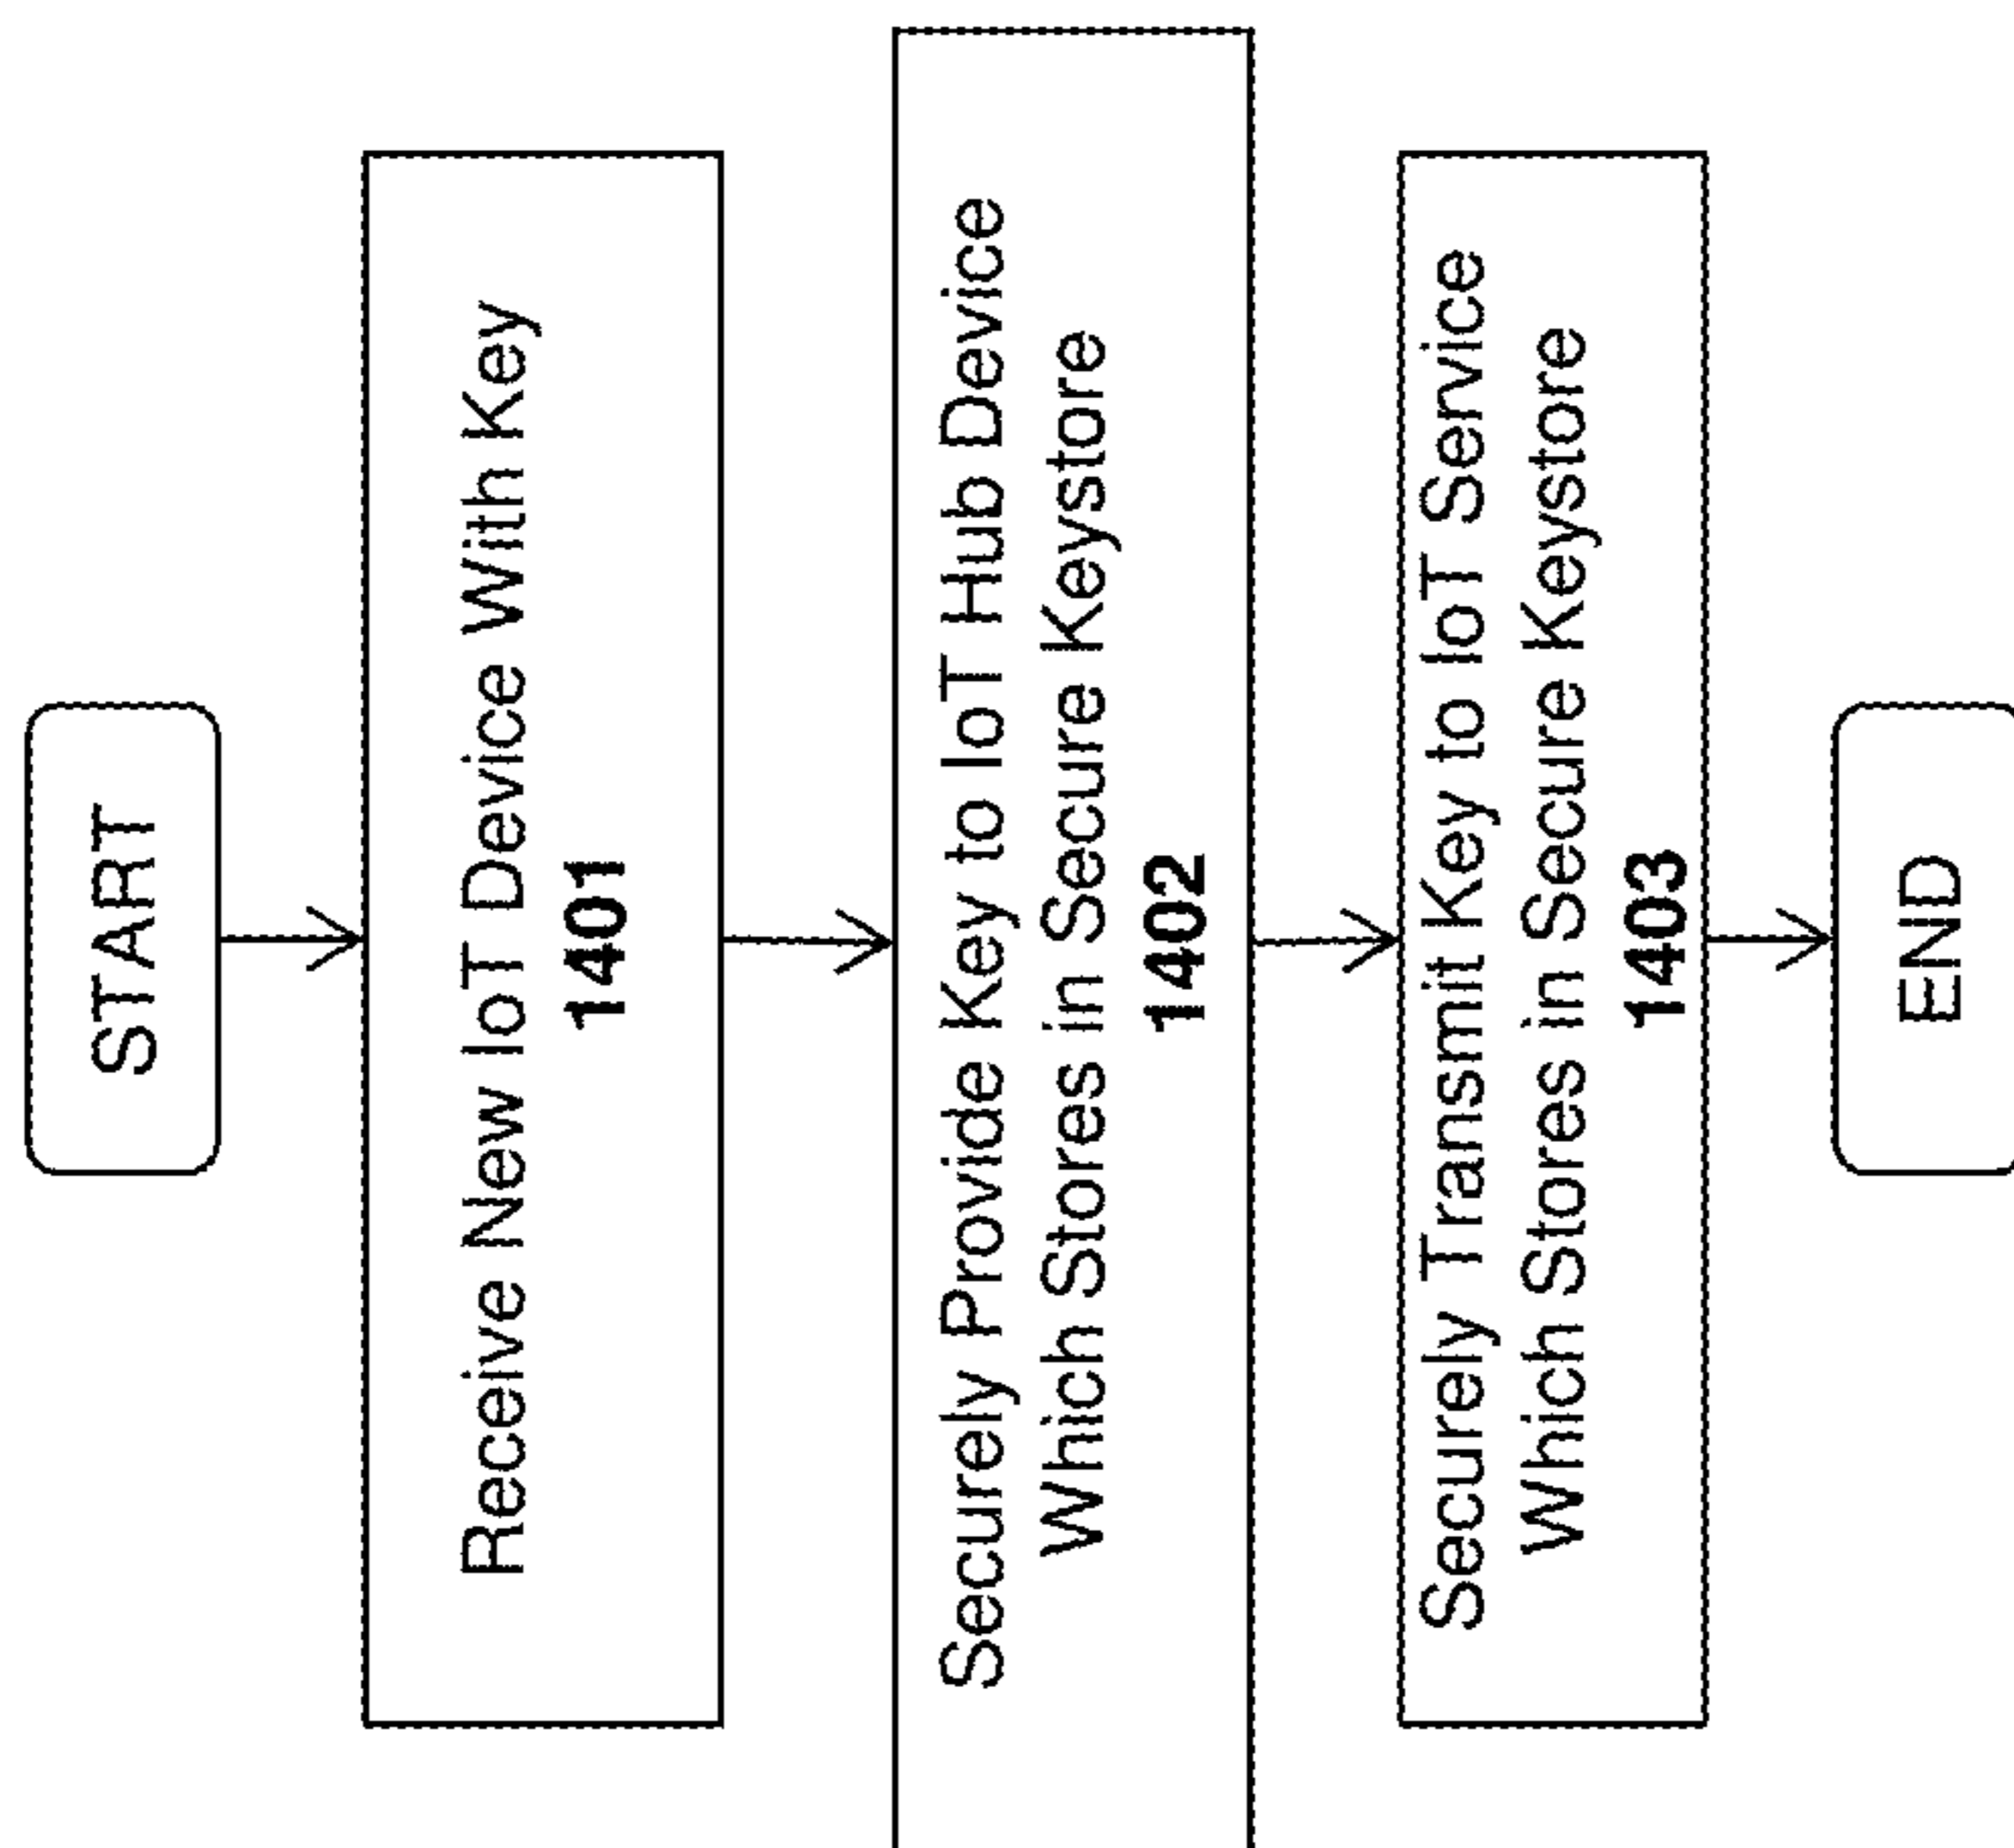 START
Receive New IoT Device With Key
1401
Securely Provide Key to IoT Hub Device
Which Stores in Secure Keystore
1402
Securely Transmit Key to IoT Service
Which Stores in Secure Keystore
1403
END